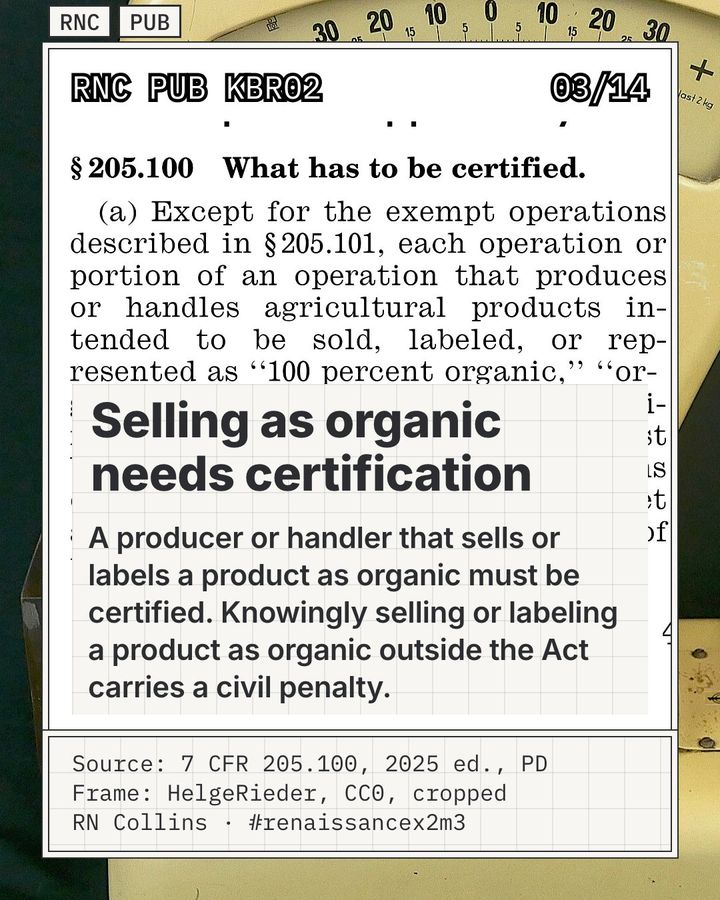 RNC PUB
30 20 15 10 5 0 5 10 15 20 25 30
last 2 kg
RNC PUB KBR02 03/14
§ 205.100 What has to be certified.
(a) Except for the exempt operations
described in § 205.101, each operation or
portion of an operation that produces
or handles agricultural products in-
tended to be sold, labeled, or rep-
resented as ‘‘100 percent organic,’’ ‘‘or-
Selling as organic
needs certification
A producer or handler that sells or
labels a product as organic must be
certified. Knowingly selling or labeling
a product as organic outside the Act
carries a civil penalty.
Source: 7 CFR 205.100, 2025 ed., PD
Frame: HelgeRieder, CC0, cropped
RN Collins · #renaissancex2m3